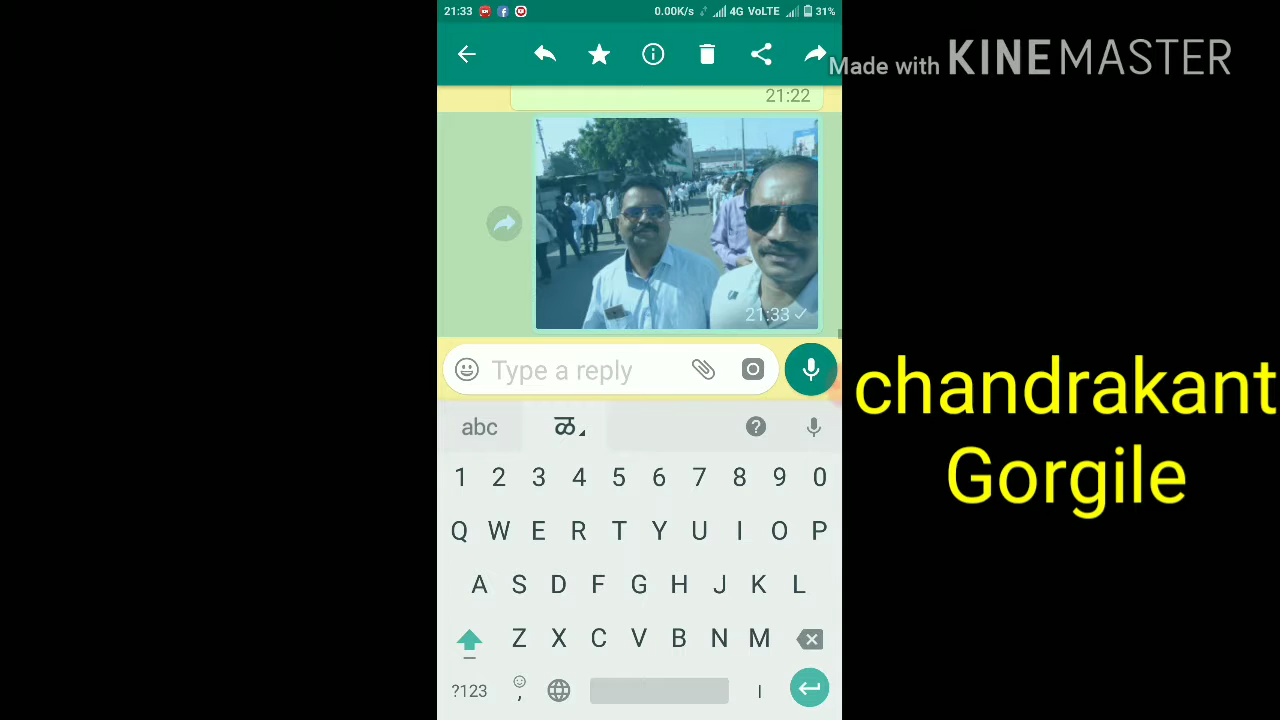 21:33 0.00K/s 4G VoLTE 31%
Made with KINEMASTER
21:22
21:33
Type a reply
chandrakant
Gorgile
abc ळ ?
1 2 3 4 5 6 7 8 9 0
Q W E R T Y U I O P
A S D F G H J K L
Z X C V B N M
?123 , |